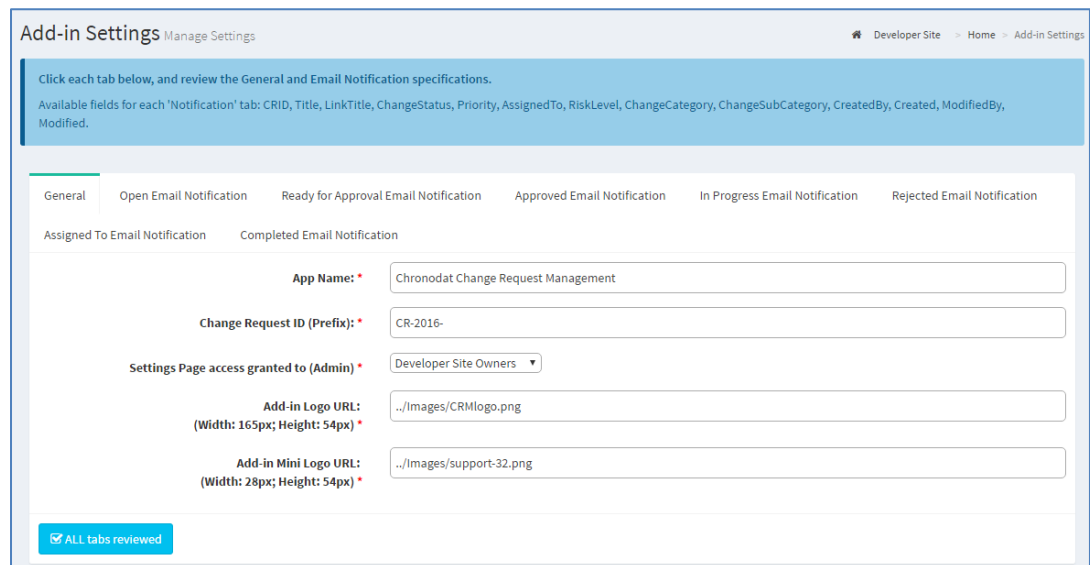 Add-in Settings Manage Settings
Developer Site > Home > Add-in Settings
Click each tab below, and review the General and Email Notification specifications.
Available fields for each 'Notification' tab: CRID, Title, LinkTitle, ChangeStatus, Priority, AssignedTo, RiskLevel, ChangeCategory, ChangeSubCategory, CreatedBy, Created, ModifiedBy,
Modified.
General Open Email Notification Ready for Approval Email Notification Approved Email Notification In Progress Email Notification Rejected Email Notification
Assigned To Email Notification Completed Email Notification
App Name: * Chronodat Change Request Management
Change Request ID (Prefix): * CR-2016-
Settings Page access granted to (Admin) * Developer Site Owners
Add-in Logo URL: ../Images/CRMlogo.png
(Width: 165px; Height: 54px) *
Add-in Mini Logo URL: ../Images/support-32.png
(Width: 28px; Height: 54px) *
ALL tabs reviewed